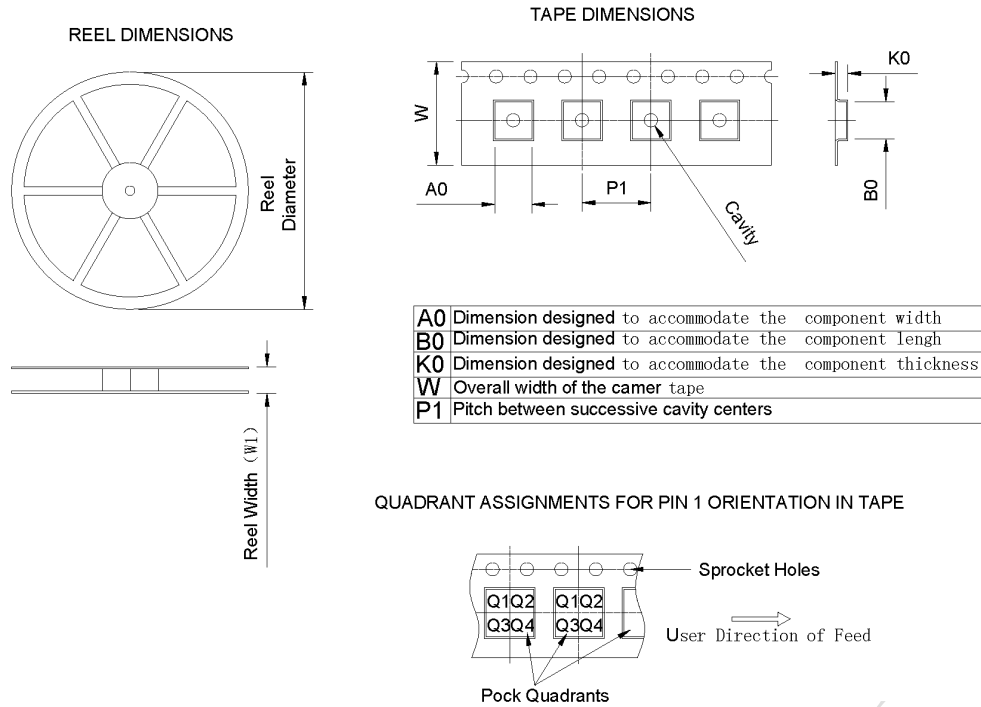 REEL DIMENSIONS
TAPE DIMENSIONS
Reel
Diameter
W
A0
P1
Cavity
K0
B0
A0 Dimension designed to accommodate the component width
B0 Dimension designed to accommodate the component lengh
K0 Dimension designed to accommodate the component thickness
W Overall width of the camer tape
P1 Pitch between successive cavity centers
Reel Width (W1)
QUADRANT ASSIGNMENTS FOR PIN 1 ORIENTATION IN TAPE
Sprocket Holes
Q1Q2 Q1Q2
Q3Q4 Q3Q4
User Direction of Feed
Pock Quadrants